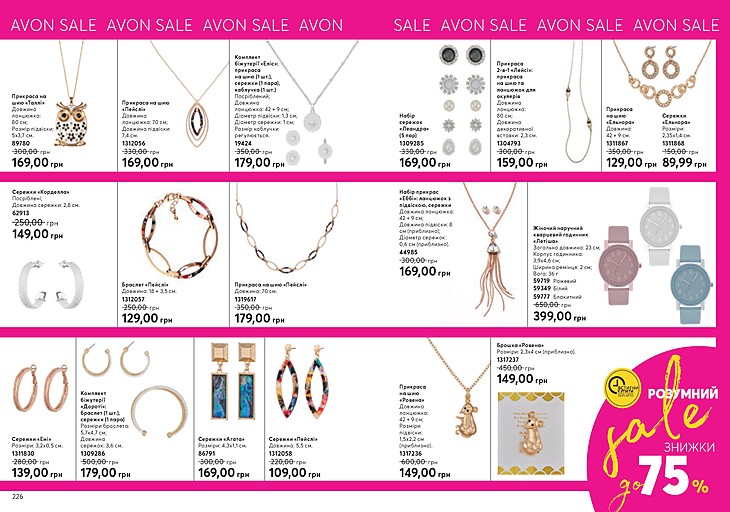 AVON SALE AVON SALE AVON SALE AVON
SALE AVON SALE AVON SALE AVON SALE AVON SALE
Прикраса на
шию «Таллі»
Довжина
ланцюжка:
80 см;
Розмір підвіски:
5х3,7 см.
89780
300,00 грн
169,00 грн
Прикраса на шию
«Пейслі»
Довжина
ланцюжка: 70 см;
Довжина підвіски:
7,4 см.
1312056
330,00 грн
169,00 грн
Комплект
біжутерії «Еліс»:
прикраса
на шию (1 шт.),
сережки (1 пара),
каблучка (1 шт.)
Посріблений;
Довжина
ланцюжка: 42 + 9 см;
Діаметр підвіски: 1,3 см;
Діаметр сережки: 1 см;
Розмір каблучки
регулюється.
19424
350,00 грн
179,00 грн
Набір
сережок
«Леандра»
(5 пар)
1309285
330,00 грн
169,00 грн
Прикраса
2-в-1 «Лейсі»:
прикраса
на шию та
ланцюжок для
окулярів
Довжина
ланцюжка:
80 см;
Довжина
декоративної
вставки: 2,3 см.
1304793
300,00 грн
159,00 грн
Прикраса
на шию
«Ельнора»
Довжина:
42 + 9 см.
1311867
350,00 грн
129,00 грн
Сережки
«Ельнора»
Розміри:
2,35х1,4 см.
1311868
150,00 грн
89,99 грн
Сережки «Корделла»
Посріблені;
Довжина сережки: 2,8 см.
62913
250,00 грн
149,00 грн
Браслет «Пейслі»
Довжина: 18 + 3,5 см.
1312057
250,00 грн
129,00 грн
Прикраса на шию «Пейслі»
Довжина: 70 см.
1319617
350,00 грн
179,00 грн
Набір прикрас
«Еббі»: ланцюжок з
підвіскою, сережки
Довжина ланцюжка:
42 + 9 см;
Довжина підвіски: 8
см (приблизно);
Діаметр сережок:
0,6 см (приблизно).
44985
300,00 грн
169,00 грн
Жіночий наручний
кварцевий годинник
«Летіша»
Загальна довжина: 23 см;
Корпус годинника:
3,9х4,6 см;
Ширина ремінця: 2 см;
Вага: 36 г
59719 Рожевий
59349 Білий
59777 Блакитний
650,00 грн
399,00 грн
Сережки «Емі»
Розміри: 3,2х0,5 см.
1311830
280,00 грн
139,00 грн
Комплект
біжутерії
«Дороті»:
браслет (1 шт.),
сережки (1 пара)
Розміри браслета:
5,7х4,7 см;
Довжина
сережок: 3,6 см.
1309286
500,00 грн
179,00 грн
Сережки «Агата»
Розміри: 4,3х1,1 см.
86791
300,00 грн
169,00 грн
Сережки «Пейслі»
Довжина: 5,5 см.
1312058
220,00 грн
109,00 грн
Прикраса
на шию
«Ровена»
Довжина
ланцюжка:
42 + 9 см;
Розміри
підвіски:
1,5х2,2 см
(приблизно).
1317236
600,00 грн
149,00 грн
Брошка «Ровена»
Розміри: 2,3х4 см (приблизно).
1317237
450,00 грн
149,00 грн
ВСТИГНИ
КУПИТИ
РОЗУМНИЙ
sale
ЗНИЖКИ
до 75%
226